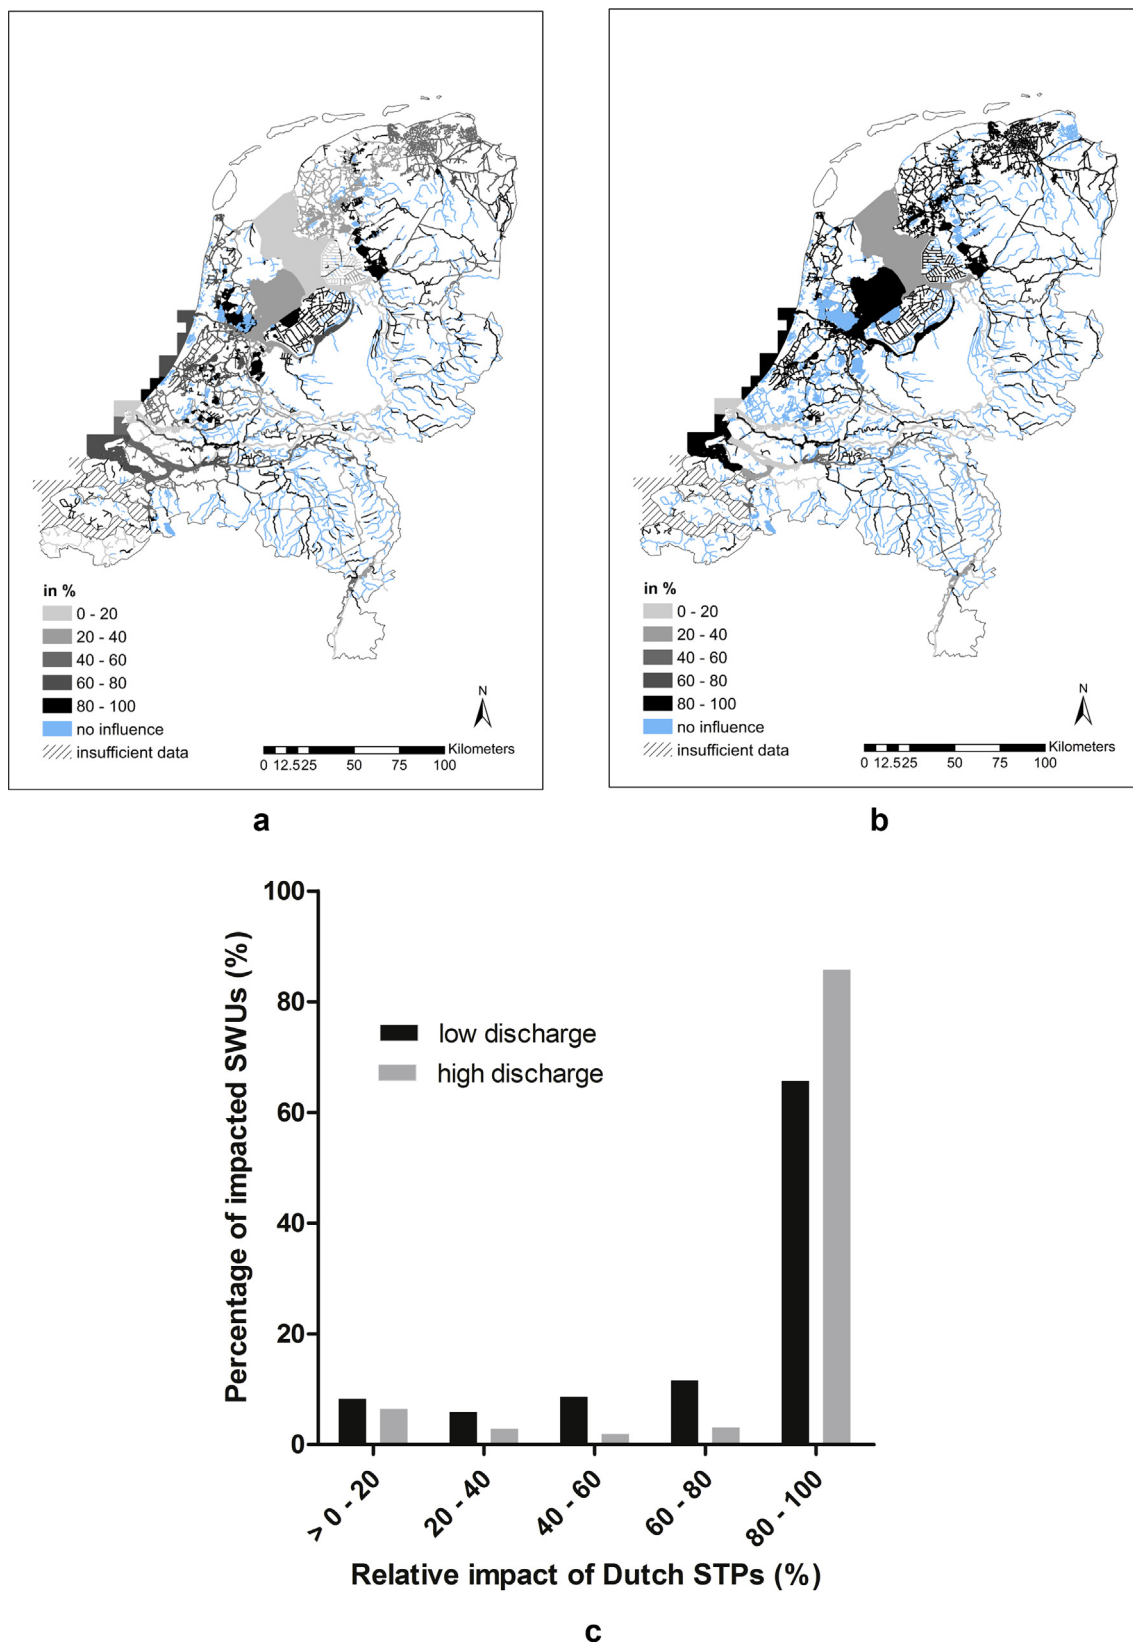 in %
0 - 20
20 - 40
40 - 60
60 - 80
80 - 100
no influence
insufficient data
N
Kilometers
0 12.525 50 75 100
a
in %
0 - 20
20 - 40
40 - 60
60 - 80
80 - 100
no influence
insufficient data
N
Kilometers
0 12.525 50 75 100
b
Percentage of impacted SWUs (%)
100
80
60
40
20
0
low discharge
high discharge
> 0 - 20
20 - 40
40 - 60
60 - 80
80 - 100
Relative impact of Dutch STPs (%)
c